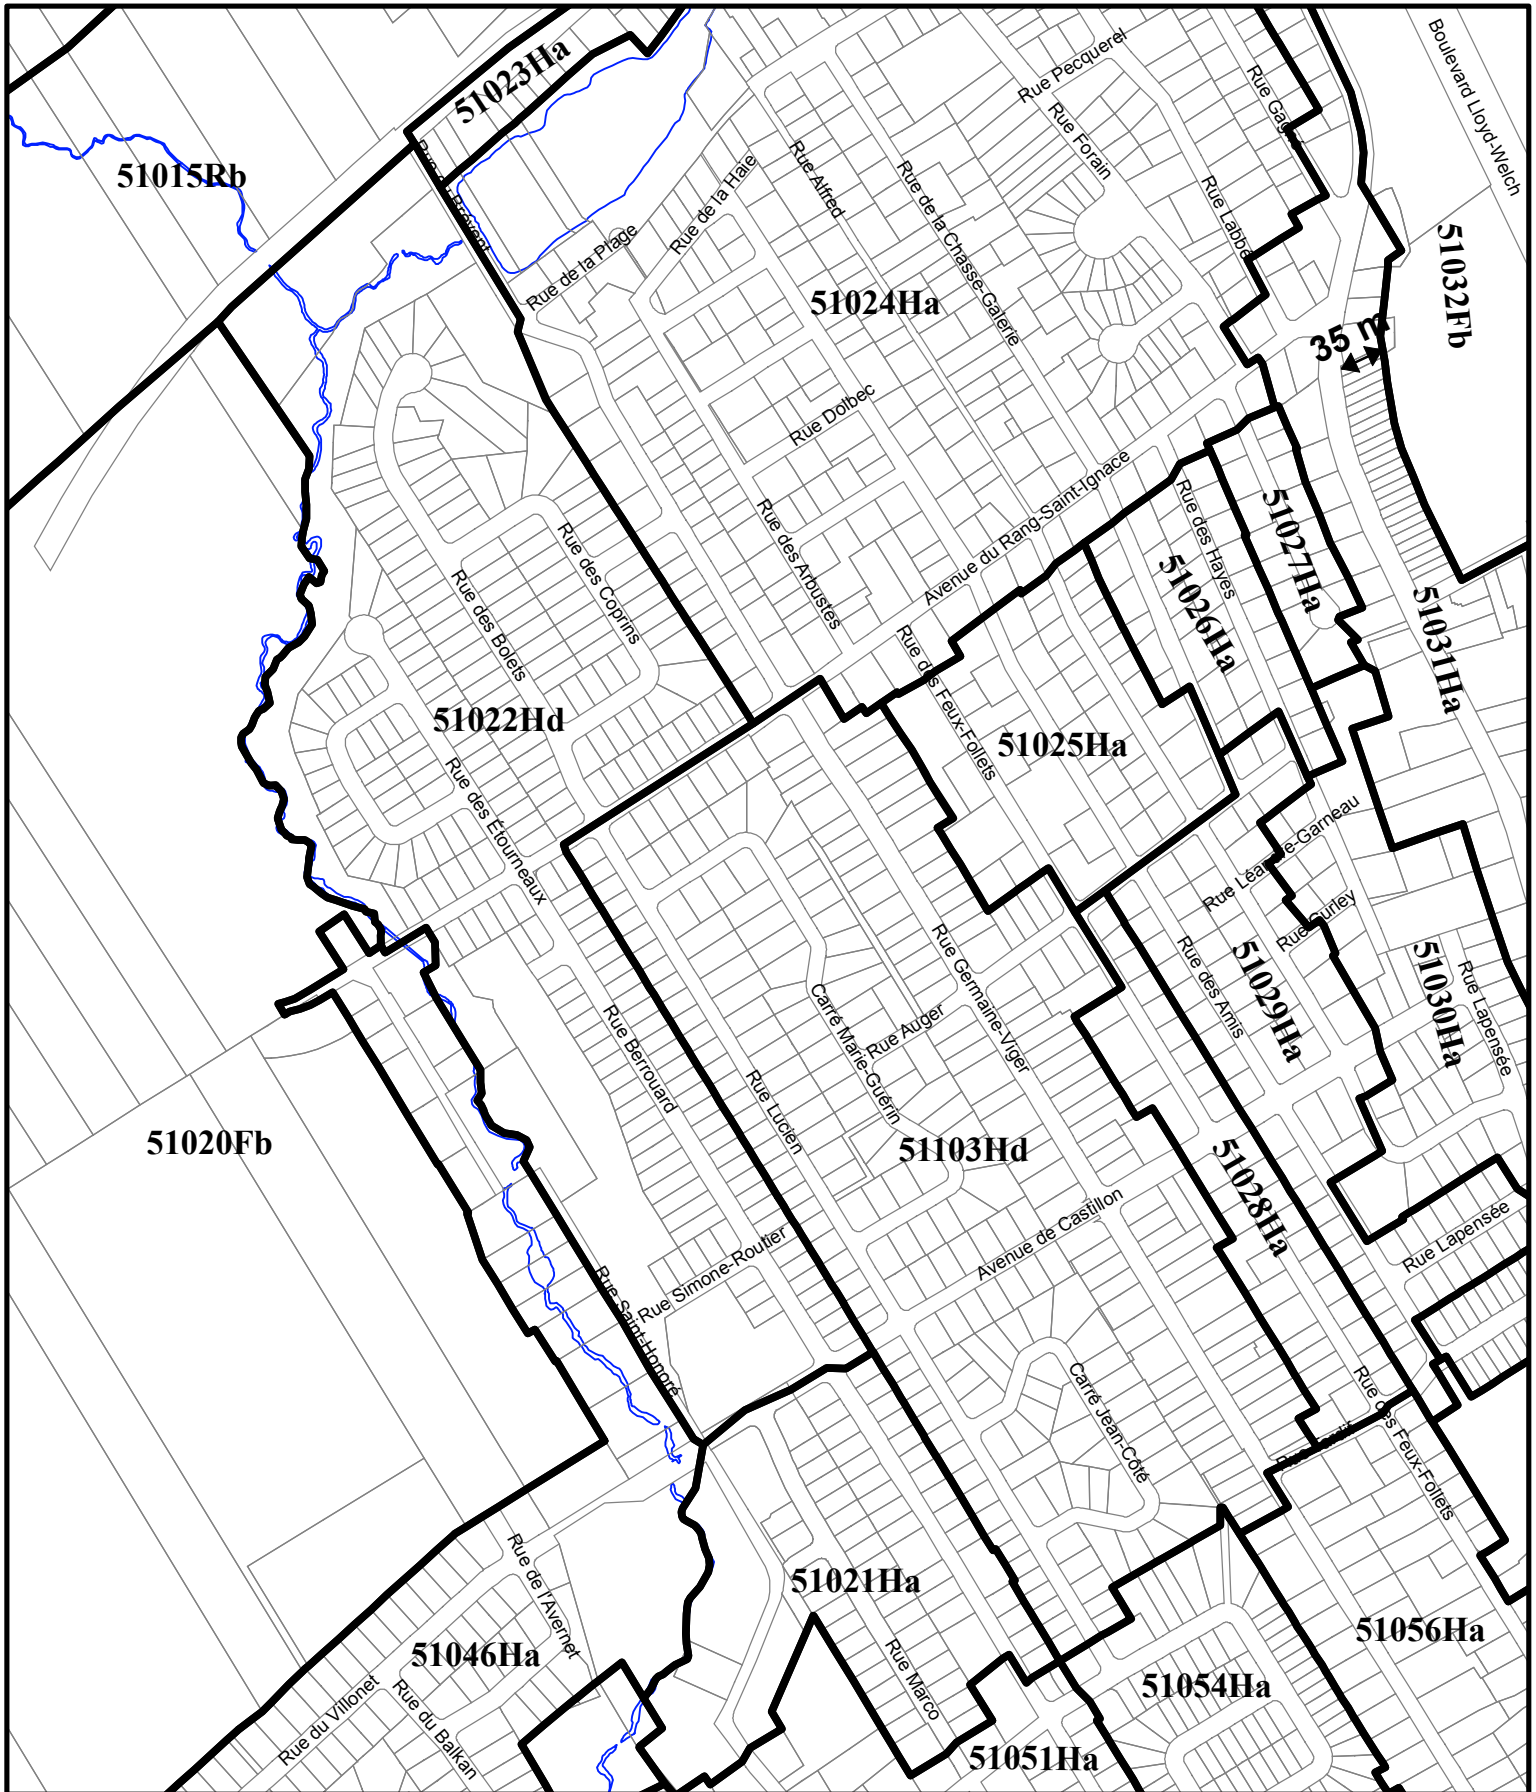 51023Ha
Boulevard Lloyd-Welch
Rue Pecquerel
Rue Gagné
Rue Forain
51015Rb
Rue du Brévent
Rue de la Haie
Rue Alfred
Rue de la Chasse-Galerie
Rue Labbé
Rue de la Plage
51024Ha
51032Fb
35 m
Rue Dolbec
Avenue du Rang-Saint-Ignace
Rue des Hayes
51027Ha
Rue des Arbustes
Rue des Coprins
Rue des Bolets
51026Ha
51031Ha
Rue des Feux-Follets
51022Hd
51025Ha
Rue des Étourneaux
Rue Léandre-Garneau
Rue Curley
Rue Germaine-Viger
Rue des Amis
51029Ha
51030Ha
Rue Lapensée
Carré Marie-Guérin
Rue Auger
Rue Berrouard
Rue Lucien
51020Fb
51103Hd
51028Ha
Avenue de Castillon
Rue Lapensée
Rue Simone-Routier
Rue Saint-Honoré
Carré Jean-Côté
Rue des Feux-Follets
Rue Tardif
Rue de l'Avernet
51021Ha
51046Ha
51056Ha
Rue Marco
51054Ha
Rue du Villonet
Rue du Balkan
51051Ha